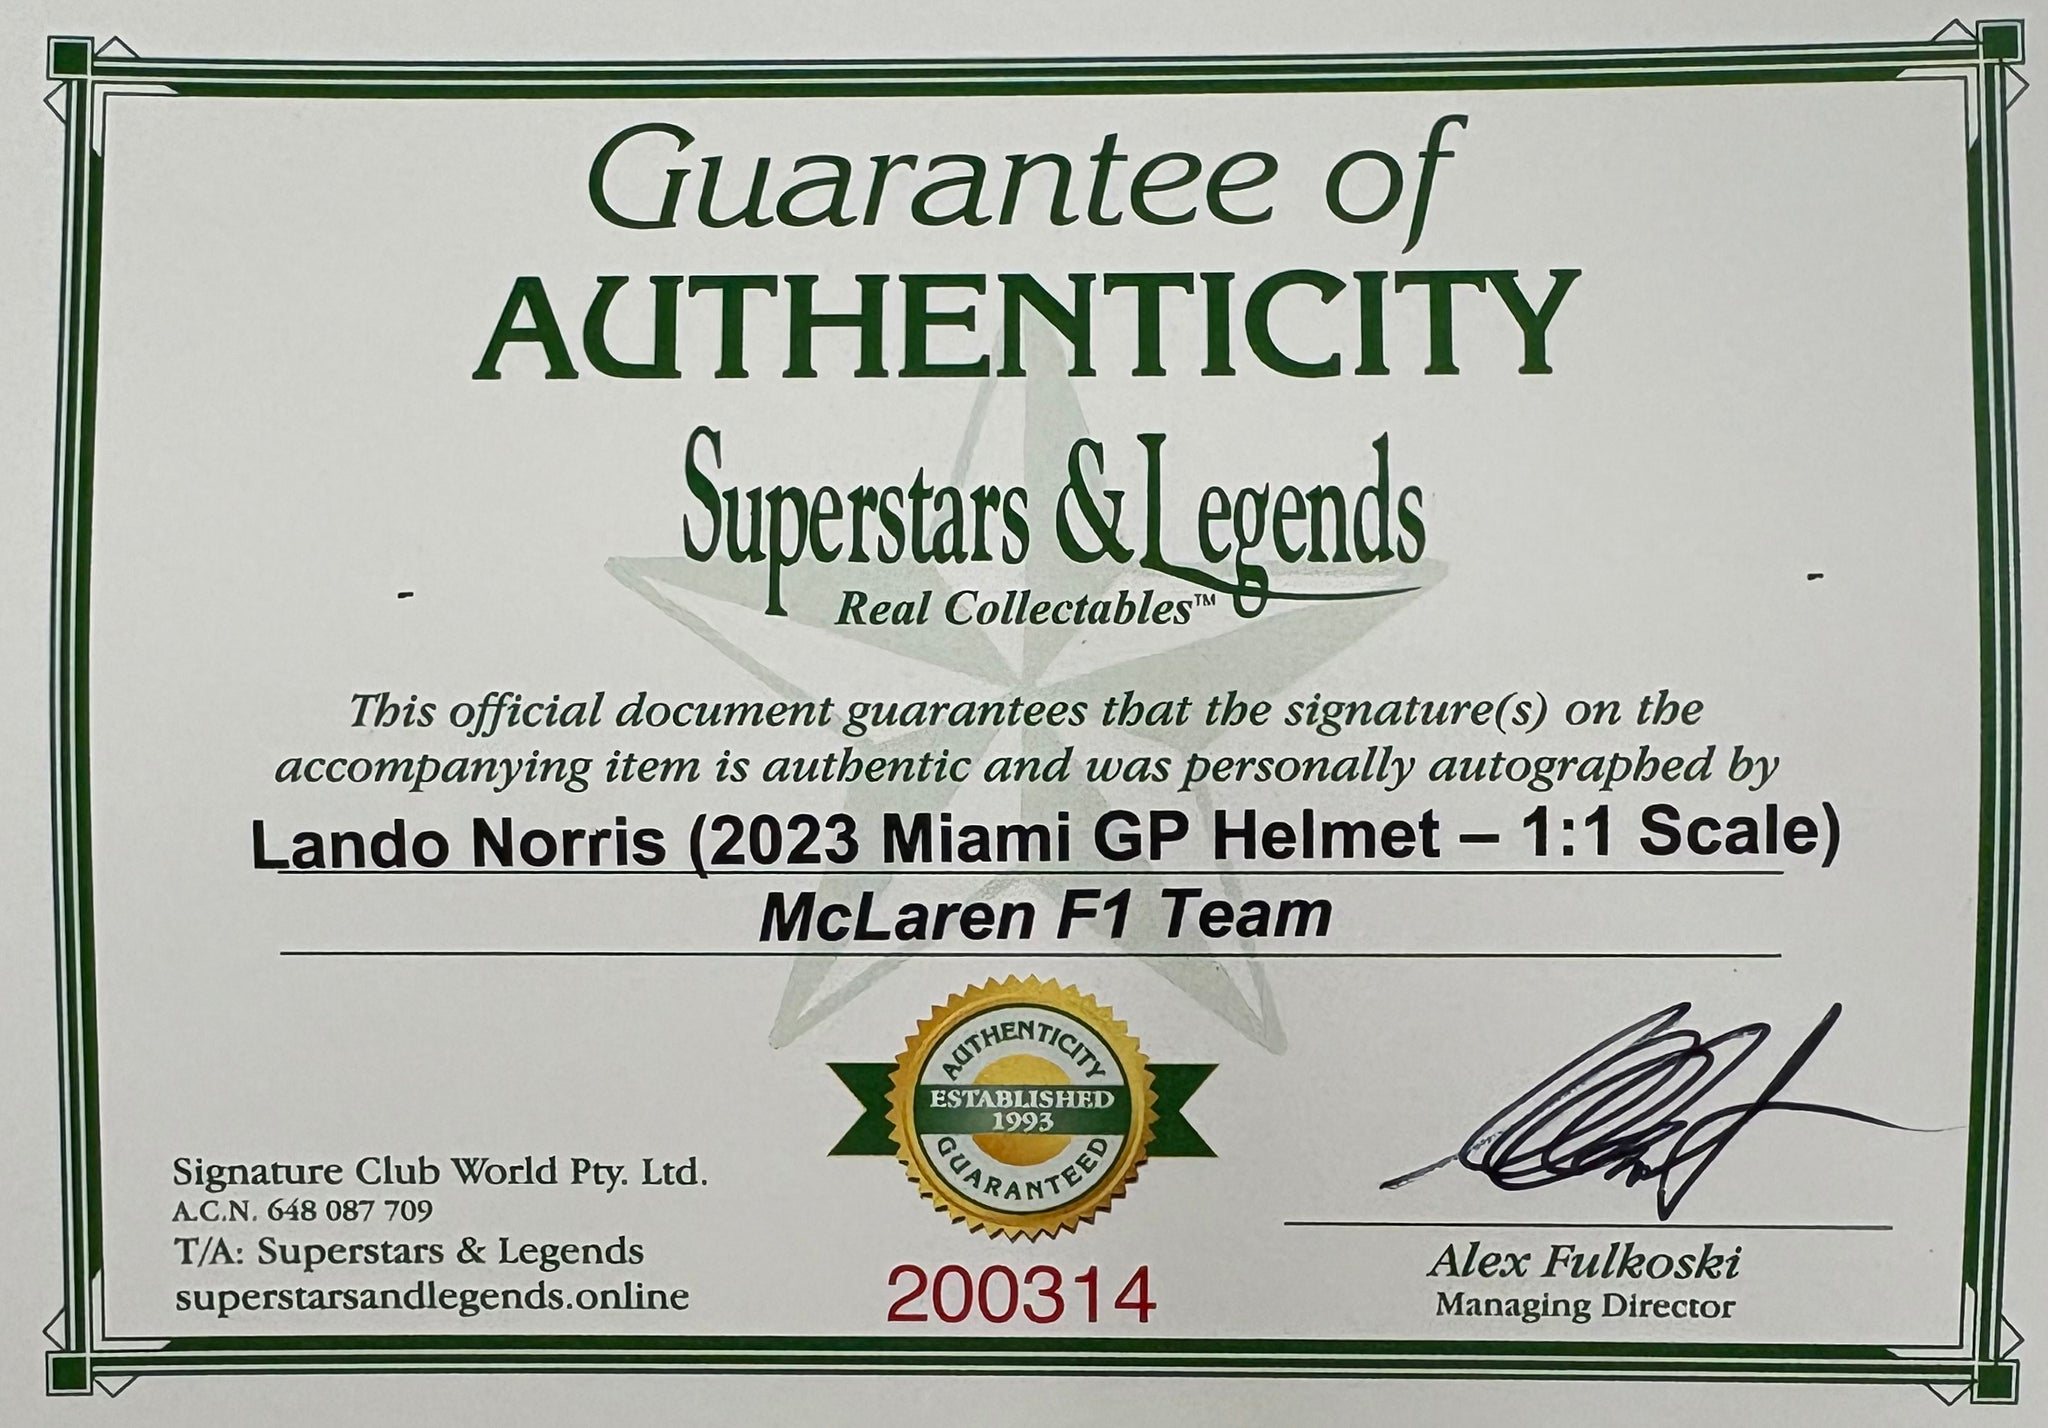 Guarantee of
AUTHENTICITY
Superstars & Legends
Real Collectables™
This official document guarantees that the signature(s) on the
accompanying item is authentic and was personally autographed by
Lando Norris (2023 Miami GP Helmet – 1:1 Scale)
McLaren F1 Team
AUTHENTICITY
ESTABLISHED
1993
GUARANTEED
200314
Signature Club World Pty. Ltd.
A.C.N. 648 087 709
T/A: Superstars & Legends
superstarsandlegends.online
Alex Fulkoski
Managing Director